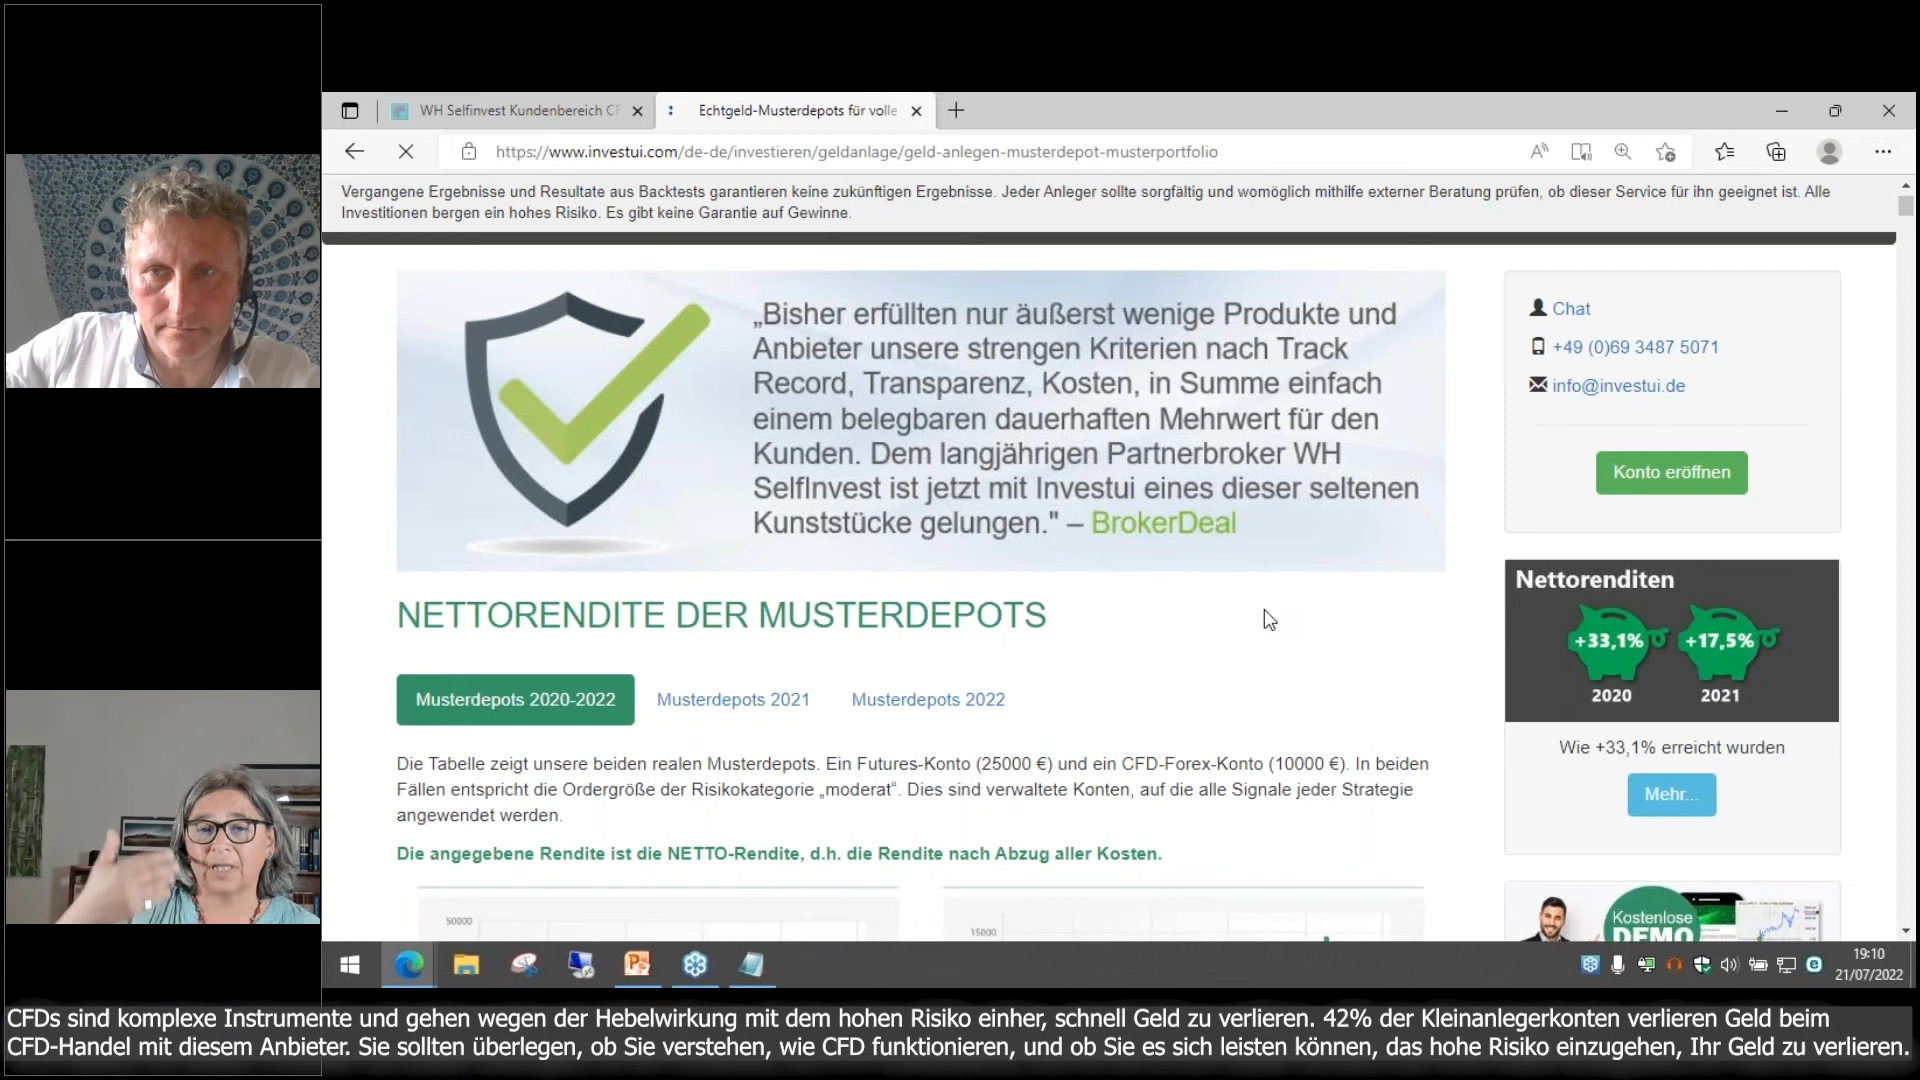 WH Selfinvest Kundenbereich CF
Echtgeld-Musterdepots für volle
https://www.investui.com/de-de/investieren/geldanlage/geld-anlegen-musterdepot-musterportfolio
Vergangene Ergebnisse und Resultate aus Backtests garantieren keine zukünftigen Ergebnisse. Jeder Anleger sollte sorgfältig und womöglich mithilfe externer Beratung prüfen, ob dieser Service für ihn geeignet ist. Alle
Investitionen bergen ein hohes Risiko. Es gibt keine Garantie auf Gewinne.
„Bisher erfüllten nur äußerst wenige Produkte und
Anbieter unsere strengen Kriterien nach Track
Record, Transparenz, Kosten, in Summe einfach
einem belegbaren dauerhaften Mehrwert für den
Kunden. Dem langjährigen Partnerbroker WH
SelfInvest ist jetzt mit Investui eines dieser seltenen
Kunststücke gelungen." – BrokerDeal
Chat
+49 (0)69 3487 5071
info@investui.de
Konto eröffnen
NETTORENDITE DER MUSTERDEPOTS
Musterdepots 2020-2022
Musterdepots 2021
Musterdepots 2022
Die Tabelle zeigt unsere beiden realen Musterdepots. Ein Futures-Konto (25000 €) und ein CFD-Forex-Konto (10000 €). In beiden
Fällen entspricht die Ordergröße der Risikokategorie „moderat“. Dies sind verwaltete Konten, auf die alle Signale jeder Strategie
angewendet werden.
Die angegebene Rendite ist die NETTO-Rendite, d.h. die Rendite nach Abzug aller Kosten.
50000
15000
Nettorenditen
+33,1%
+17,5%
2020
2021
Wie +33,1% erreicht wurden
Mehr...
Kostenlose
DEMO
19:10
21/07/2022
CFDs sind komplexe Instrumente und gehen wegen der Hebelwirkung mit dem hohen Risiko einher, schnell Geld zu verlieren. 42% der Kleinanlegerkonten verlieren Geld beim
CFD-Handel mit diesem Anbieter. Sie sollten überlegen, ob Sie verstehen, wie CFD funktionieren, und ob Sie es sich leisten können, das hohe Risiko einzugehen, Ihr Geld zu verlieren.